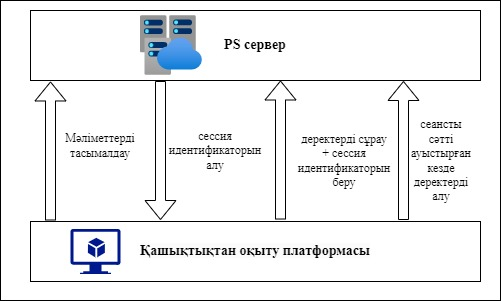 PS сервер
Мәліметтерді
тасымалдау
сессия
идентификаторын
алу
деректерді сұрау
+ сессия
идентификаторын
беру
сеансты
сәтті
ауыстырған
кезде
деректерді
алу
Қашықтықтан оқыту платформасы